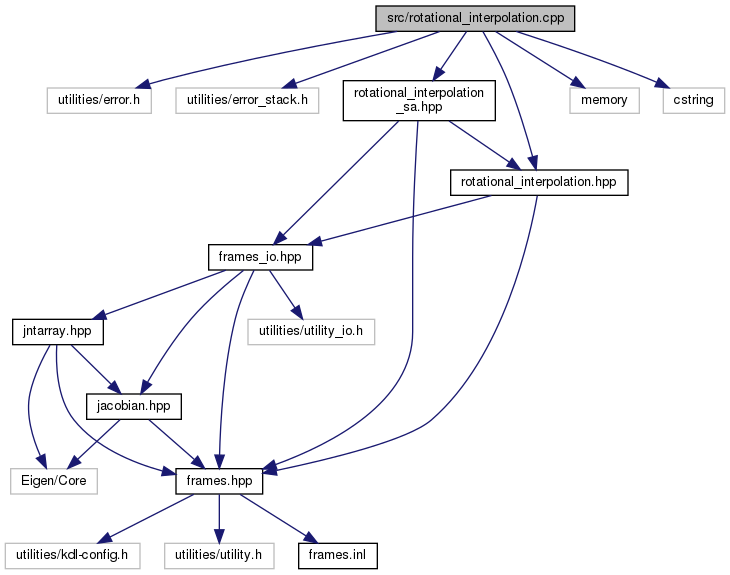 src/rotational_interpolation.cpp
utilities/error.h
utilities/error_stack.h
rotational_interpolation
_sa.hpp
memory
cstring
rotational_interpolation.hpp
frames_io.hpp
jntarray.hpp
utilities/utility_io.h
jacobian.hpp
Eigen/Core
frames.hpp
utilities/kdl-config.h
utilities/utility.h
frames.inl